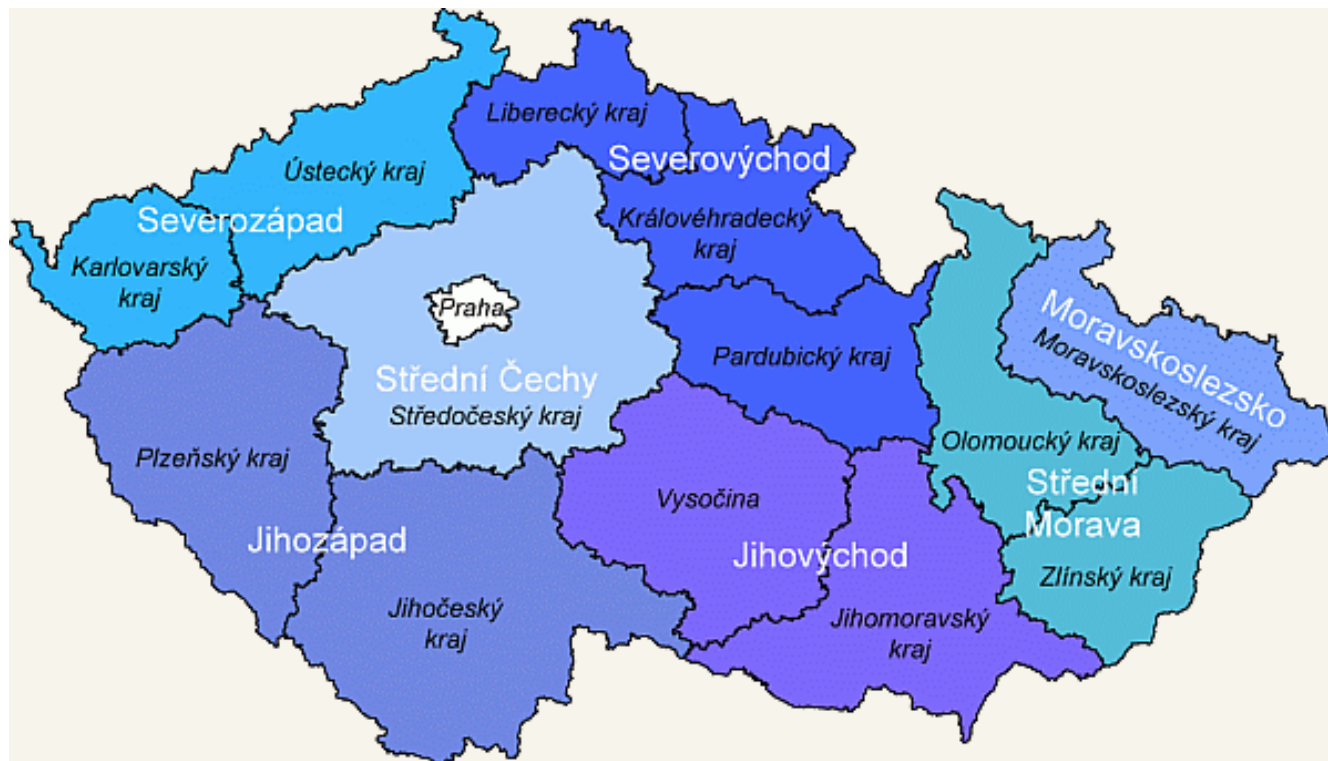 Liberecký kraj
Severovýchod
Ústecký kraj
Severozápad
Královéhradecký
kraj
Karlovarský
kraj
Praha
Moravskoslezsko
Moravskoslezský kraj
Pardubický kraj
Střední Čechy
Středočeský kraj
Plzeňský kraj
Olomoucký kraj
Vysočina
Střední
Morava
Jihozápad
Jihovýchod
Zlínský kraj
Jihočeský
kraj
Jihomoravský
kraj